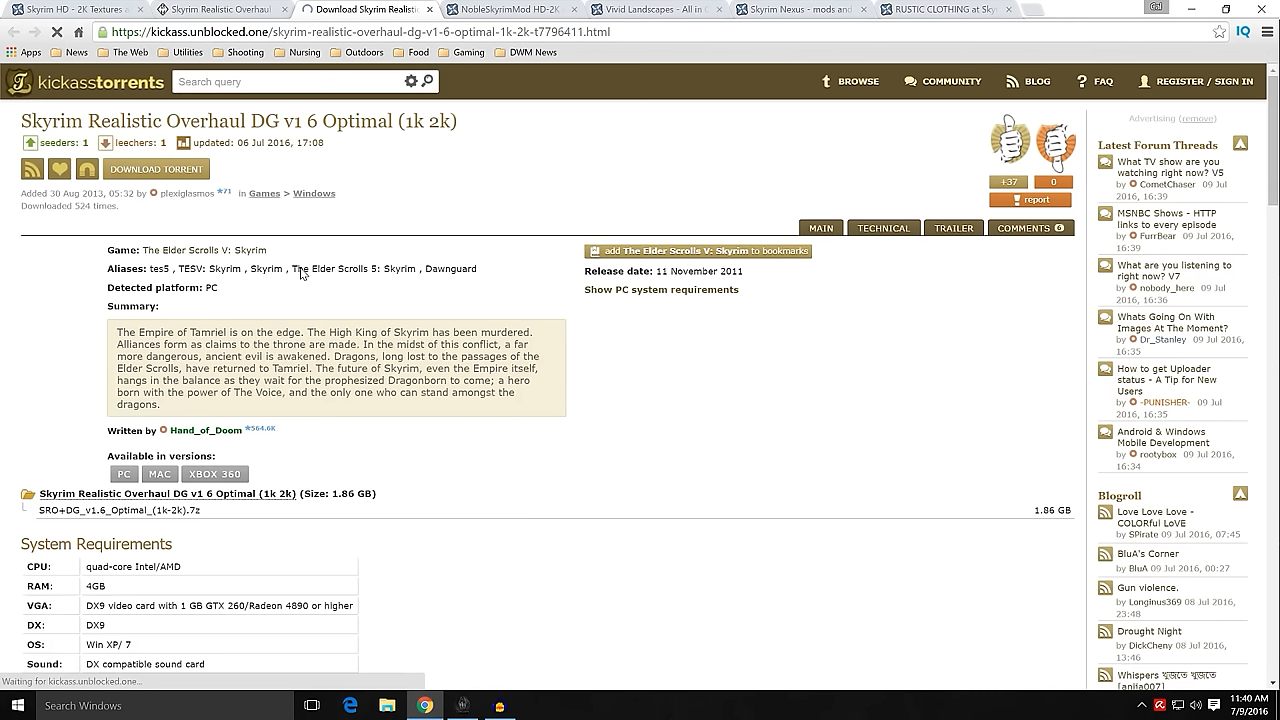 Skyrim HD - 2K Textures a
Skyrim Realistic Overhaul
Download Skyrim Realistic
NobleSkyrimMod HD-2K
Vivid Landscapes - All in
Skyrim Nexus - mods and
RUSTIC CLOTHING at Sky
https://kickass.unblocked.one/skyrim-realistic-overhaul-dg-v1-6-optimal-1k-2k-t7796111.html
IQ
Apps News The Web Utilities Shooting Nursing Outdoors Food Gaming DWM News
kickasstorrents
Search query
BROWSE COMMUNITY BLOG FAQ REGISTER / SIGN IN
Skyrim Realistic Overhaul DG v1 6 Optimal (1k 2k)
seeders: 1 leechers: 1 updated: 06 Jul 2016, 17:08
DOWNLOAD TORRENT
Added 30 Aug 2013, 05:32 by plexiglasmos ★71 in Games > Windows
Downloaded 524 times.
+37 0
report
MAIN TECHNICAL TRAILER COMMENTS 6
Game: The Elder Scrolls V: Skyrim
Aliases: tes5 , TESV: Skyrim , Skyrim , The Elder Scrolls 5: Skyrim , Dawnguard
Detected platform: PC
Summary:
The Empire of Tamriel is on the edge. The High King of Skyrim has been murdered.
Alliances form as claims to the throne are made. In the midst of this conflict, a far
more dangerous, ancient evil is awakened. Dragons, long lost to the passages of the
Elder Scrolls, have returned to Tamriel. The future of Skyrim, even the Empire itself,
hangs in the balance as they wait for the prophesized Dragonborn to come; a hero
born with the power of The Voice, and the only one who can stand amongst the
dragons.
Written by Hand_of_Doom ★564.6K
Available in versions:
PC MAC XBOX 360
add The Elder Scrolls V: Skyrim to bookmarks
Release date: 11 November 2011
Show PC system requirements
Skyrim Realistic Overhaul DG v1 6 Optimal (1k 2k) (Size: 1.86 GB)
SRO+DG_v1.6_Optimal_(1k-2k).7z 1.86 GB
System Requirements
CPU: quad-core Intel/AMD
RAM: 4GB
VGA: DX9 video card with 1 GB GTX 260/Radeon 4890 or higher
DX: DX9
OS: Win XP/ 7
Sound: DX compatible sound card
Advertising (remove)
Latest Forum Threads
What TV show are you
watching right now? V5
by CometChaser 09 Jul
2016, 16:39
MSNBC Shows - HTTP
links to every episode
by FurrBear 09 Jul 2016,
16:39
What are you listening to
right now? V7
by nobody_here 09 Jul
2016, 16:36
Whats Going On With
Images At The Moment?
by Dr_Stanley 09 Jul 2016,
16:35
How to get Uploader
status - A Tip for New
Users
by -PUNISHER- 09 Jul
2016, 16:35
Android & Windows
Mobile Development
by rootybox 09 Jul 2016,
16:34
Blogroll
Love Love Love -
COLORful LoVE
by SPirate 09 Jul 2016, 07:45
BluA's Corner
by BluA 09 Jul 2016, 00:27
Gun violence.
by Longinus369 08 Jul 2016,
23:48
Drought Night
by DickCheny 08 Jul 2016,
13:46
Whispers
[anija007]
Waiting for kickass.unblocked.one...
Search Windows
11:40 AM
7/9/2016